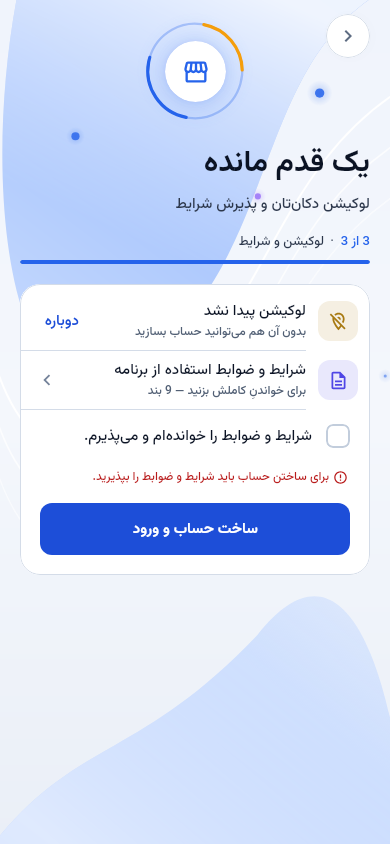 یک قدم مانده
لوکیشن دکان‌تان و پذیرش شرایط
3 از 3 · لوکیشن و شرایط
لوکیشن پیدا نشد
بدون آن هم می‌توانید حساب بسازید
دوباره
شرایط و ضوابط استفاده از برنامه
برای خواندنِ کاملش بزنید — 9 بند
شرایط و ضوابط را خوانده‌ام و می‌پذیرم.
برای ساختن حساب باید شرایط و ضوابط را بپذیرید.
ساخت حساب و ورود